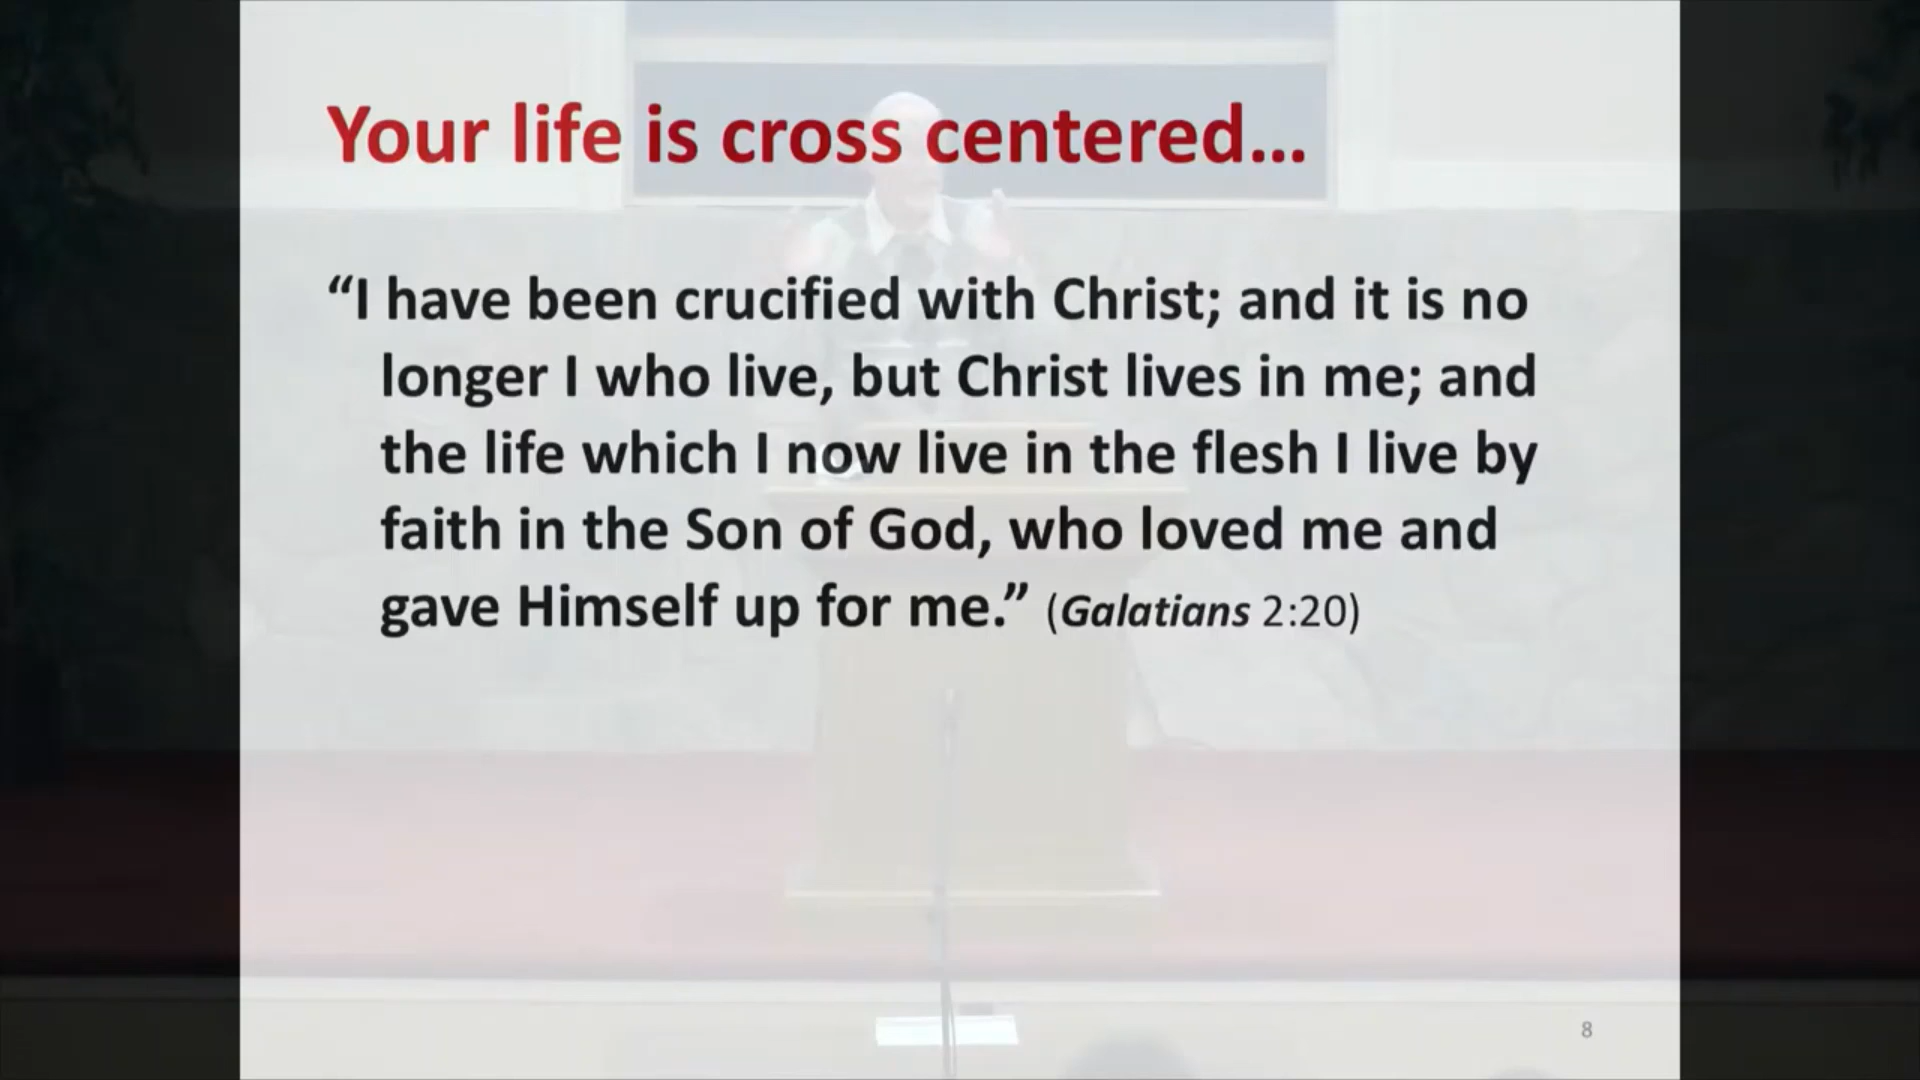 Your life is cross centered...
“I have been crucified with Christ; and it is no
longer I who live, but Christ lives in me; and
the life which I now live in the flesh I live by
faith in the Son of God, who loved me and
gave Himself up for me.” (Galatians 2:20)
8